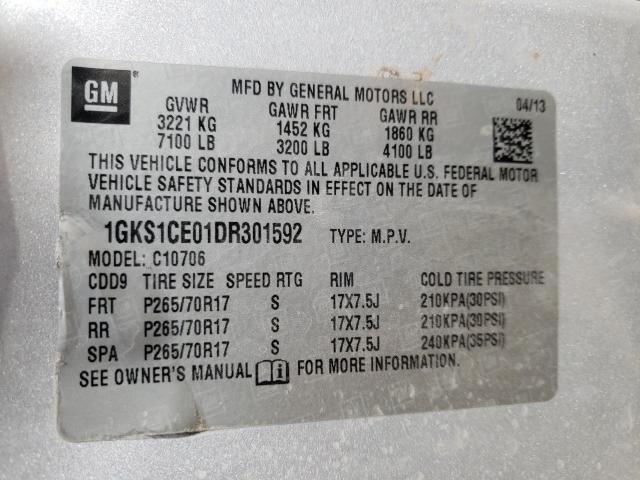 GM ®
MFD BY GENERAL MOTORS LLC
04/13
GVWR GAWR FRT GAWR RR
3221 KG 1452 KG 1860 KG
7100 LB 3200 LB 4100 LB
THIS VEHICLE CONFORMS TO ALL APPLICABLE U.S. FEDERAL MOTOR
VEHICLE SAFETY STANDARDS IN EFFECT ON THE DATE OF
MANUFACTURE SHOWN ABOVE.
1GKS1CE01DR301592 TYPE: M.P.V.
MODEL: C10706
CDD9 TIRE SIZE SPEED RTG RIM COLD TIRE PRESSURE
FRT P265/70R17 S 17X7.5J 210KPA(30PSI)
RR P265/70R17 S 17X7.5J 210KPA(30PSI)
SPA P265/70R17 S 17X7.5J 240KPA(35PSI)
SEE OWNER'S MANUAL FOR MORE INFORMATION.